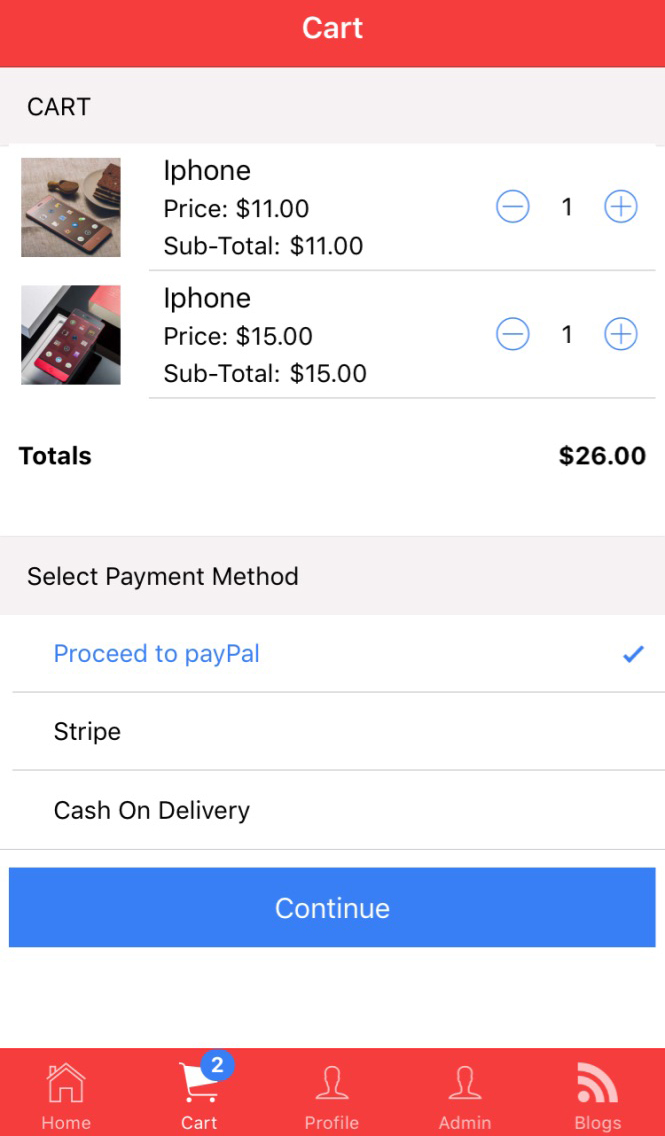 Cart
CART
Iphone
Price: $11.00
1
Sub-Total: $11.00
Iphone
Price: $15.00
1
Sub-Total: $15.00
Totals $26.00
Select Payment Method
Proceed to payPal
Stripe
Cash On Delivery
Continue
2
Home Cart Profile Admin Blogs